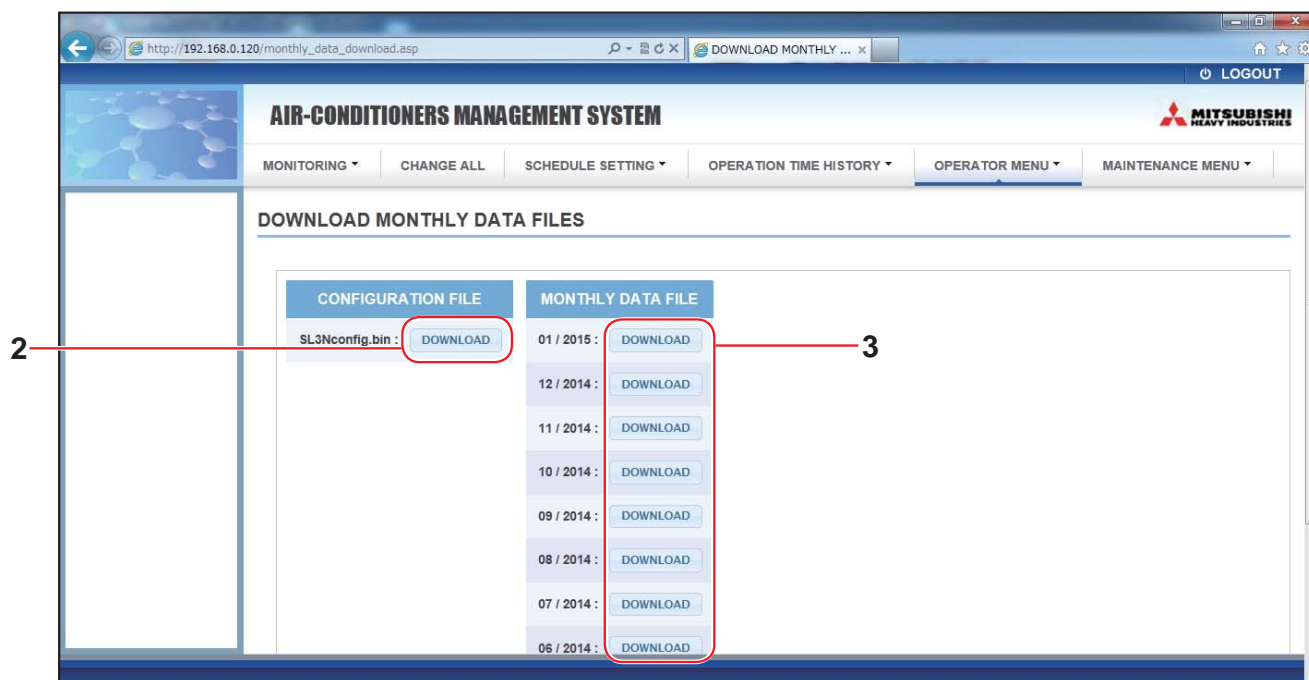 http://192.168.0.120/monthly_data_download.asp
DOWNLOAD MONTHLY ... x
LOGOUT
AIR-CONDITIONERS MANAGEMENT SYSTEM
MITSUBISHI
HEAVY INDUSTRIES
MONITORING CHANGE ALL SCHEDULE SETTING OPERATION TIME HISTORY OPERATOR MENU MAINTENANCE MENU
DOWNLOAD MONTHLY DATA FILES
CONFIGURATION FILE MONTHLY DATA FILE
2 SL3Nconfig.bin : DOWNLOAD 01 / 2015 : DOWNLOAD 3
12 / 2014 : DOWNLOAD
11 / 2014 : DOWNLOAD
10 / 2014 : DOWNLOAD
09 / 2014 : DOWNLOAD
08 / 2014 : DOWNLOAD
07 / 2014 : DOWNLOAD
06 / 2014 : DOWNLOAD